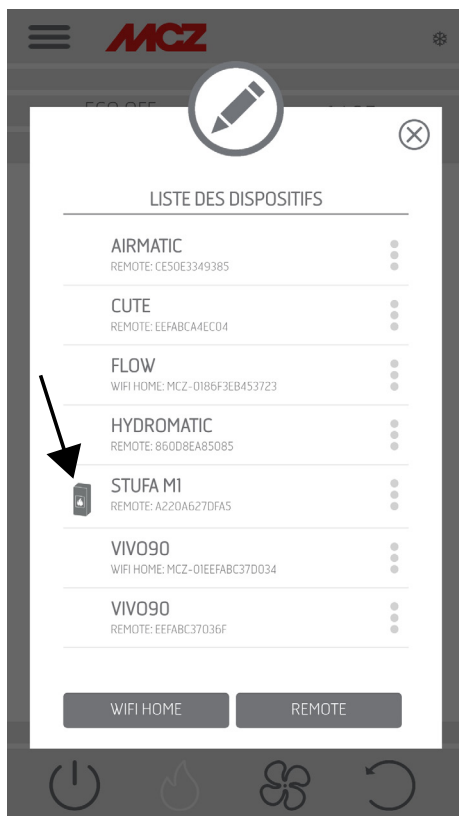 MCZ
LISTE DES DISPOSITIFS
AIRMATIC
REMOTE: CE50E3349385
CUTE
REMOTE: EEFABCA4EC04
FLOW
WIFI HOME: MCZ-0186F3EB453723
HYDROMATIC
REMOTE: 860D8EA85085
STUFA M1
REMOTE: A220A627DFA5
VIVO90
WIFI HOME: MCZ-01EEFABC37D034
VIVO90
REMOTE: EEFABC37036F
WIFI HOME REMOTE